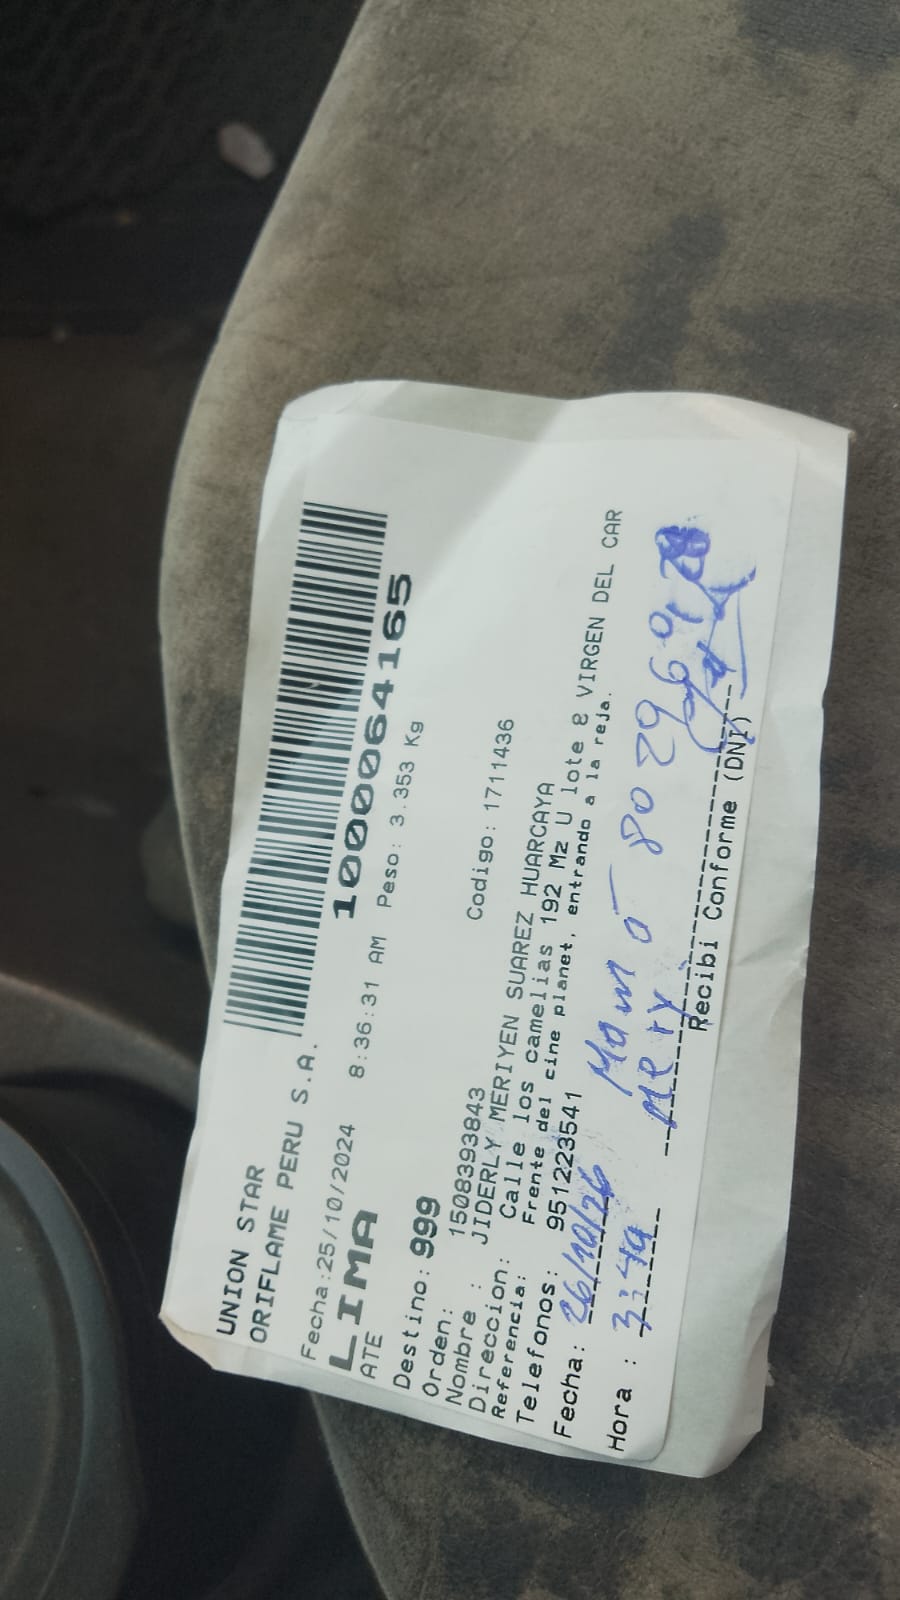 UNION STAR
ORIFLAME PERU S.A.
1000064165
Fecha:25/10/2024 8:36:31 AM Peso: 3.353 Kg
LIMA
ATE
Destino: 999
Orden: 1508393843 Codigo: 1711436
Nombre : JIDERLY MERIYEN SUAREZ HUARCAYA
Direccion: Calle los camelias 192 Mz U lote 8 VIRGEN DEL CAR
Referencia: Frente del cine planet, entrando a la reja.
Telefonos: 951223541
Fecha: 26/10/26
Hora : 3:49
Mamá
Mery
Recibi Conforme (DNI)